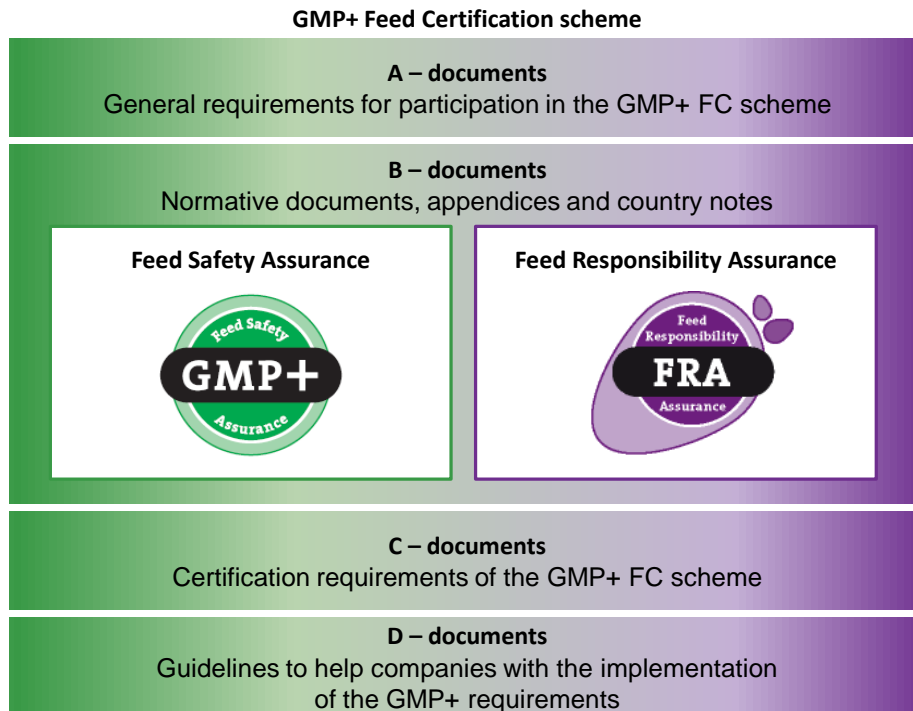 GMP+ Feed Certification scheme
A – documents
General requirements for participation in the GMP+ FC scheme
B – documents
Normative documents, appendices and country notes
Feed Safety Assurance
Feed Safety
GMP+
Assurance
Feed Responsibility Assurance
Feed
Responsibility
FRA
Assurance
C – documents
Certification requirements of the GMP+ FC scheme
D – documents
Guidelines to help companies with the implementation
of the GMP+ requirements